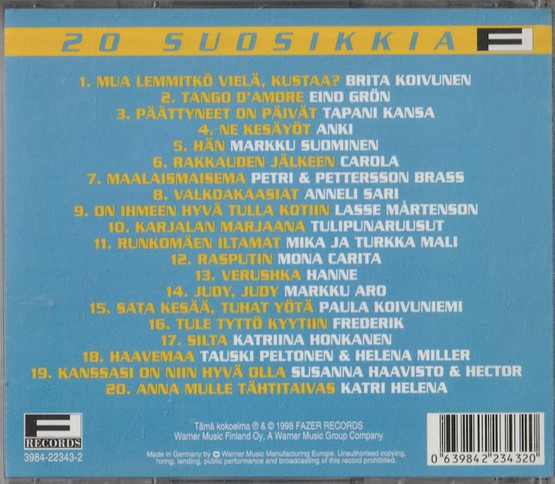 20 SUOSIKKIA F
1. MUA LEMMITKÖ VIELÄ, KUSTAA? BRITA KOIVUNEN
2. TANGO D'AMORE EINO GRÖN
3. PÄÄTTYNEET ON PÄIVÄT TAPANI KANSA
4. NE KESÄYÖT ANKI
5. HÄN MARKKU SUOMINEN
6. RAKKAUDEN JÄLKEEN CAROLA
7. MAALAISMAISEMA PETRI & PETTERSSON BRASS
8. VALKOAKAASIAT ANNELI SARI
9. ON IHMEEN HYVÄ TULLA KOTIIN LASSE MÅRTENSON
10. KARJALAN MARJAANA TULIPUNARUUSUT
11. RUNKOMÄEN ILTAMAT MIKA JA TURKKA MALI
12. RASPUTIN MONA CARITA
13. VERUSHKA HANNE
14. JUDY, JUDY MARKKU ARO
15. SATA KESÄÄ, TUHAT YÖTÄ PAULA KOIVUNIEMI
16. TULE TYTTÖ KYYTIIN FREDERIK
17. SILTA KATRIINA HONKANEN
18. HAAVEMAA TAUSKI PELTONEN & HELENA MILLER
19. KANSSASI ON NIIN HYVÄ OLLA SUSANNA HAAVISTO & HECTOR
20. ANNA MULLE TÄHTITAIVAS KATRI HELENA
F RECORDS
3984-22343-2
Tämä kokoelma ℗ & © 1998 FAZER RECORDS
Warner Music Finland Oy, A Warner Music Group Company
Made in Germany by Warner Music Manufacturing Europe. Unauthorised copying,
hiring, lending, public performance and broadcasting of this record prohibited.
0 639842 234320